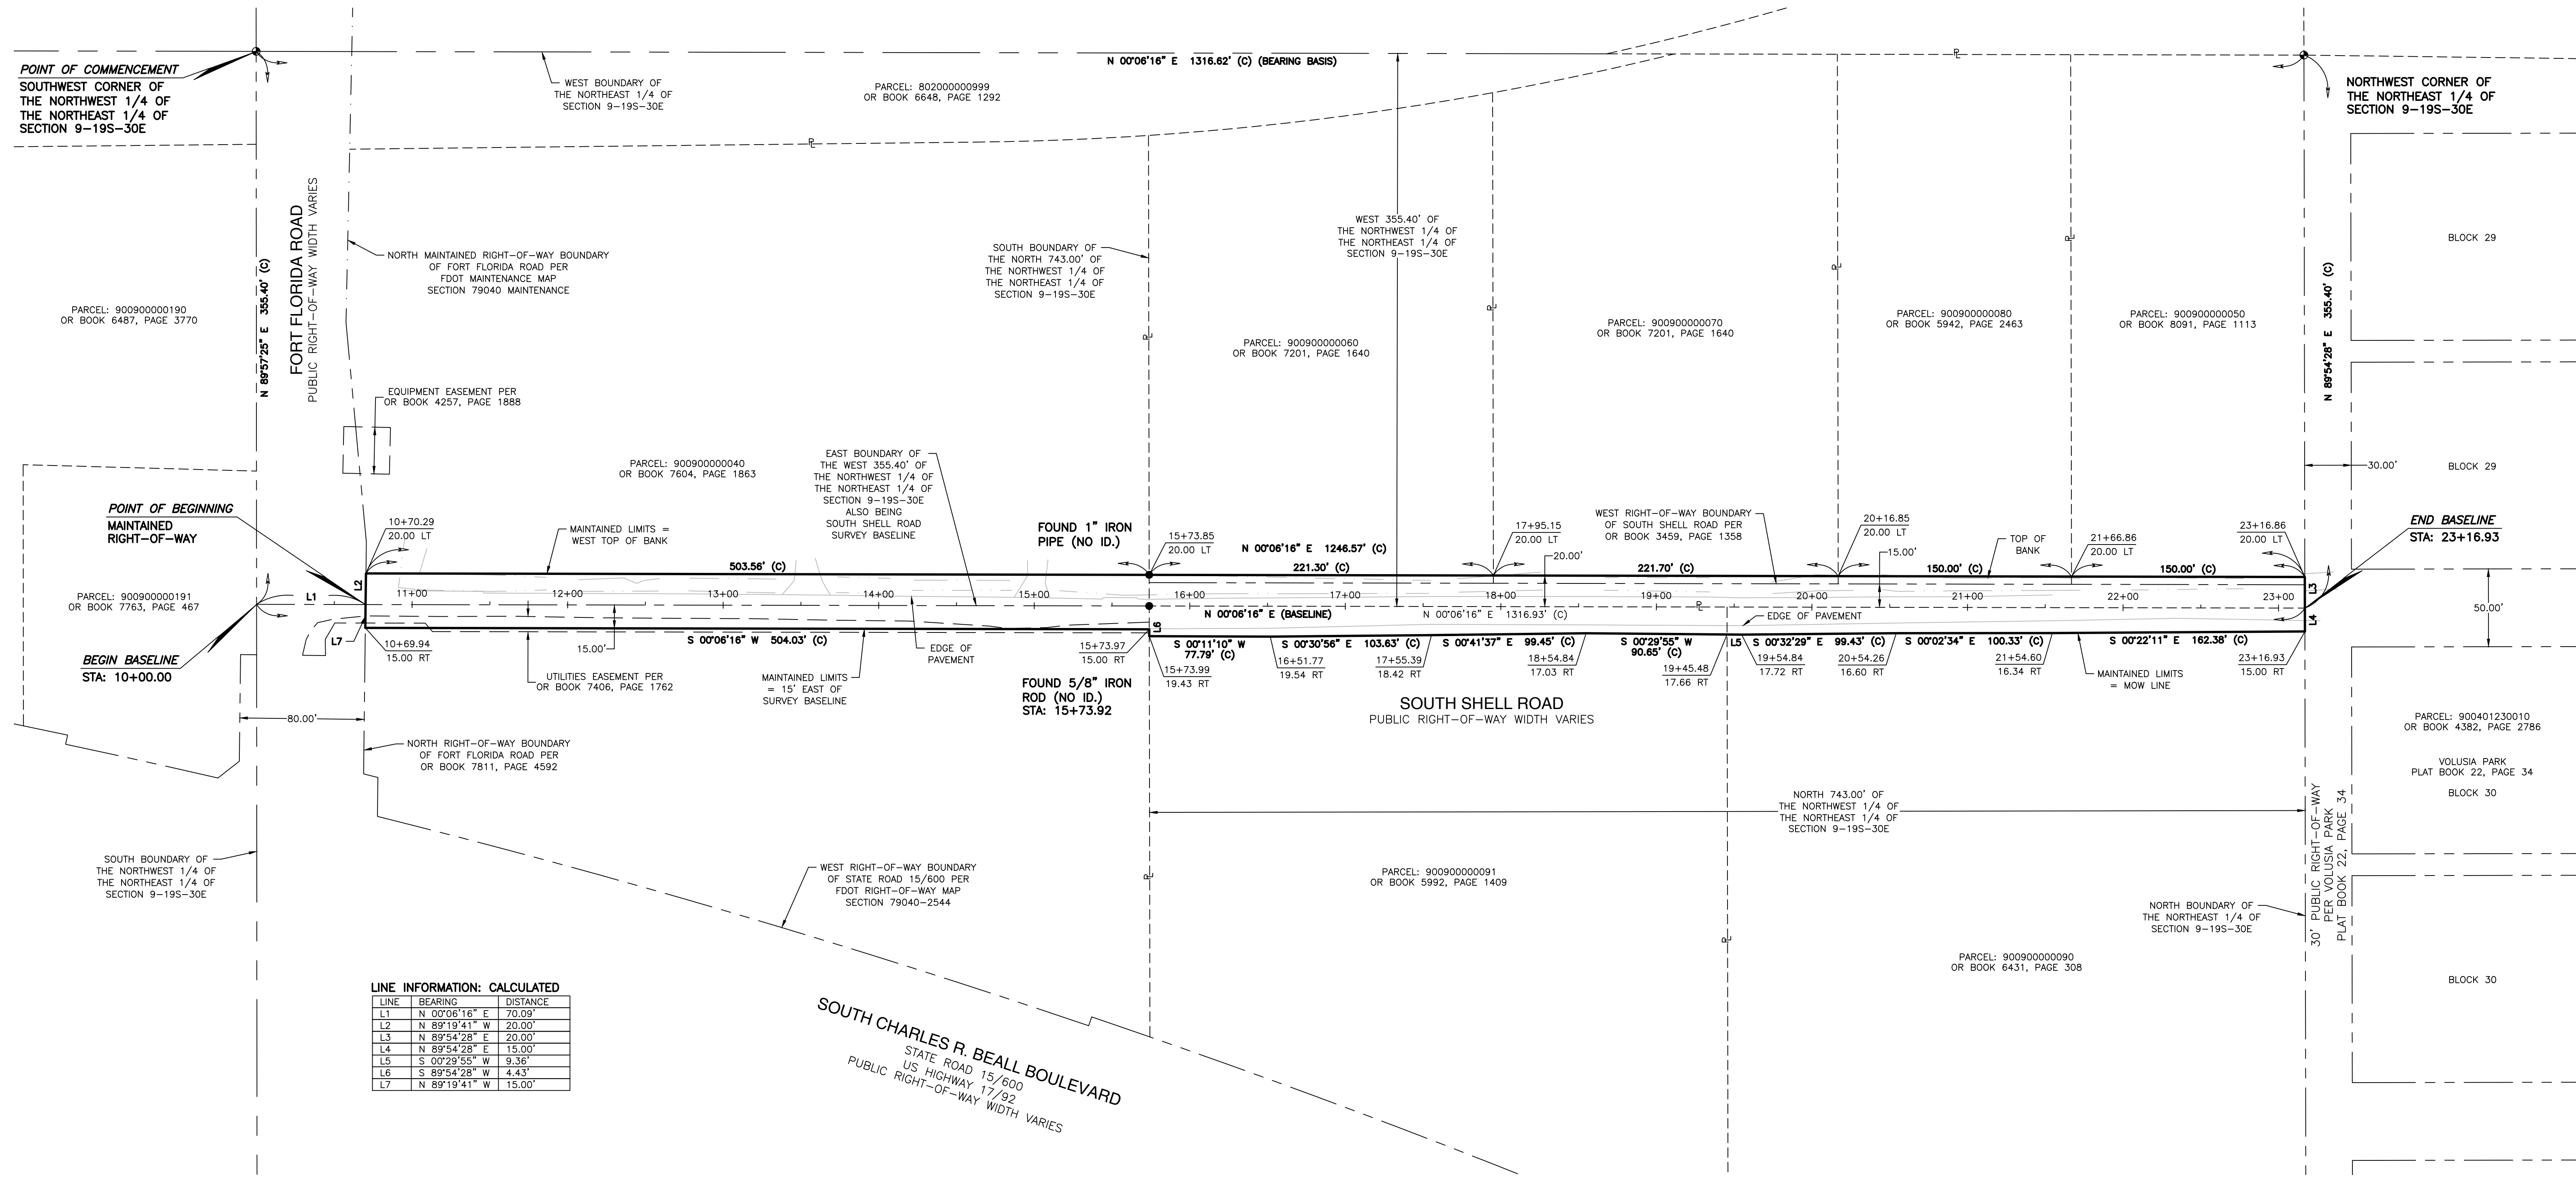 POINT OF COMMENCEMENT
SOUTHWEST CORNER OF
THE NORTHWEST 1/4 OF
THE NORTHEAST 1/4 OF
SECTION 9-19S-30E
WEST BOUNDARY OF
THE NORTHEAST 1/4 OF
SECTION 9-19S-30E
PARCEL: 802000000999
OR BOOK 6648, PAGE 1292
N 00°06'16" E 1316.62' (C) (BEARING BASIS)
NORTHWEST CORNER OF
THE NORTHEAST 1/4 OF
SECTION 9-19S-30E
FORT FLORIDA ROAD
PUBLIC RIGHT-OF-WAY WIDTH VARIES
N 89°57'25" E 355.40' (C)
NORTH MAINTAINED RIGHT-OF-WAY BOUNDARY
OF FORT FLORIDA ROAD PER
FDOT MAINTENANCE MAP
SECTION 79040 MAINTENANCE
SOUTH BOUNDARY OF
THE NORTH 743.00' OF
THE NORTHWEST 1/4 OF
THE NORTHEAST 1/4 OF
SECTION 9-19S-30E
WEST 355.40' OF
THE NORTHWEST 1/4 OF
THE NORTHEAST 1/4 OF
SECTION 9-19S-30E
N 89°54'28" E 355.40' (C)
BLOCK 29
PARCEL: 900900000190
OR BOOK 6487, PAGE 3770
PARCEL: 900900000060
OR BOOK 7201, PAGE 1640
PARCEL: 900900000070
OR BOOK 7201, PAGE 1640
PARCEL: 900900000080
OR BOOK 5942, PAGE 2463
PARCEL: 900900000050
OR BOOK 8091, PAGE 1113
EQUIPMENT EASEMENT PER
OR BOOK 4257, PAGE 1888
PARCEL: 900900000040
OR BOOK 7604, PAGE 1863
EAST BOUNDARY OF
THE WEST 355.40' OF
THE NORTHWEST 1/4 OF
THE NORTHEAST 1/4 OF
SECTION 9-19S-30E
ALSO BEING
SOUTH SHELL ROAD
SURVEY BASELINE
30.00'
BLOCK 29
POINT OF BEGINNING
MAINTAINED
RIGHT-OF-WAY
10+70.29
20.00 LT
MAINTAINED LIMITS =
WEST TOP OF BANK
FOUND 1" IRON
PIPE (NO ID.)
15+73.85
20.00 LT
17+95.15
20.00 LT
WEST RIGHT-OF-WAY BOUNDARY
OF SOUTH SHELL ROAD PER
OR BOOK 3459, PAGE 1358
20+16.85
20.00 LT
TOP OF
BANK
21+66.86
20.00 LT
23+16.86
20.00 LT
END BASELINE
STA: 23+16.93
N 00°06'16" E 1246.57' (C)
20.00'
15.00'
503.56' (C)
221.30' (C)
221.70' (C)
150.00' (C)
150.00' (C)
L2
L3
PARCEL: 900900000191
OR BOOK 7763, PAGE 467
L1
11+00
12+00
13+00
14+00
15+00
16+00
17+00
18+00
19+00
20+00
21+00
22+00
23+00
N 00°06'16" E (BASELINE)
N 00°06'16" E 1316.93' (C)
EDGE OF PAVEMENT
50.00'
L4
L6
L7
10+69.94
15.00 RT
15.00'
S 00°06'16" W 504.03' (C)
EDGE OF
PAVEMENT
15+73.97
15.00 RT
S 00°11'10" W
77.79' (C)
S 00°30'56" E 103.63' (C)
S 00°41'37" E 99.45' (C)
S 00°29'55" W
90.65' (C)
L5
S 00°32'29" E 99.43' (C)
S 00°02'34" E 100.33' (C)
S 00°22'11" E 162.38' (C)
15+73.99
19.43 RT
16+51.77
19.54 RT
17+55.39
18.42 RT
18+54.84
17.03 RT
19+45.48
17.66 RT
19+54.84
17.72 RT
20+54.26
16.60 RT
21+54.60
16.34 RT
23+16.93
15.00 RT
MAINTAINED LIMITS
= MOW LINE
BEGIN BASELINE
STA: 10+00.00
UTILITIES EASEMENT PER
OR BOOK 7406, PAGE 1762
MAINTAINED LIMITS
= 15' EAST OF
SURVEY BASELINE
FOUND 5/8" IRON
ROD (NO ID.)
STA: 15+73.92
SOUTH SHELL ROAD
PUBLIC RIGHT-OF-WAY WIDTH VARIES
80.00'
NORTH RIGHT-OF-WAY BOUNDARY
OF FORT FLORIDA ROAD PER
OR BOOK 7811, PAGE 4592
PARCEL: 900401230010
OR BOOK 4382, PAGE 2786
VOLUSIA PARK
PLAT BOOK 22, PAGE 34
BLOCK 30
NORTH 743.00' OF
THE NORTHWEST 1/4 OF
THE NORTHEAST 1/4 OF
SECTION 9-19S-30E
30' PUBLIC RIGHT-OF-WAY
PER VOLUSIA PARK
PLAT BOOK 22, PAGE 34
SOUTH BOUNDARY OF
THE NORTHWEST 1/4 OF
THE NORTHEAST 1/4 OF
SECTION 9-19S-30E
WEST RIGHT-OF-WAY BOUNDARY
OF STATE ROAD 15/600 PER
FDOT RIGHT-OF-WAY MAP
SECTION 79040-2544
PARCEL: 900900000091
OR BOOK 5992, PAGE 1409
NORTH BOUNDARY OF
THE NORTHEAST 1/4 OF
SECTION 9-19S-30E
PARCEL: 900900000090
OR BOOK 6431, PAGE 308
BLOCK 30
LINE INFORMATION: CALCULATED
LINE BEARING DISTANCE
L1 N 00°06'16" E 70.09'
L2 N 89°19'41" W 20.00'
L3 N 89°54'28" E 20.00'
L4 N 89°54'28" E 15.00'
L5 S 00°29'55" W 9.36'
L6 S 89°54'28" W 4.43'
L7 N 89°19'41" W 15.00'
SOUTH CHARLES R. BEALL BOULEVARD
STATE ROAD 15/600
US HIGHWAY 17/92
PUBLIC RIGHT-OF-WAY WIDTH VARIES